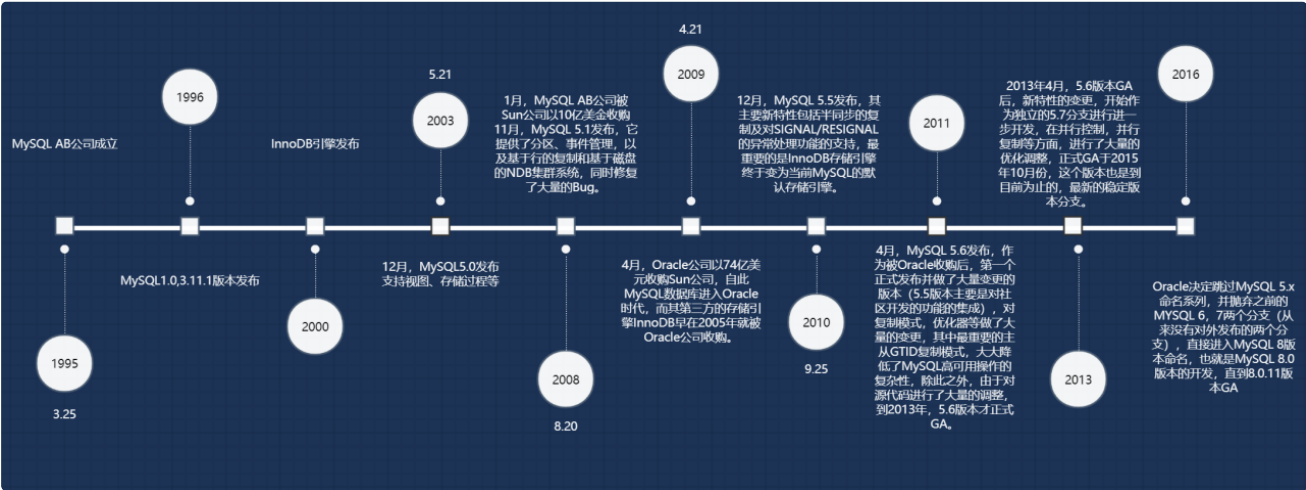 MySQL AB公司成立
1995
3.25
1996
MySQL1.0,3.11.1版本发布
InnoDB引擎发布
2000
5.21
2003
12月，MySQL5.0发布
支持视图、存储过程等
1月，MySQL AB公司被
Sun公司以10亿美金收购
11月，MySQL 5.1发布，它
提供了分区、事件管理，以
及基于行的复制和基于磁盘
的NDB集群系统，同时修复
了大量的Bug。
2008
8.20
4.21
2009
4月，Oracle公司以74亿美
元收购Sun公司，自此
MySQL数据库进入Oracle
时代，而其第三方的存储引
擎InnoDB早在2005年就被
Oracle公司收购。
12月，MySQL 5.5发布，其
主要新特性包括半同步的复
制及对SIGNAL/RESIGNAL
的异常处理功能的支持，最
重要的是InnoDB存储引擎
终于变为当前MySQL的默
认存储引擎。
2010
9.25
2011
4月，MySQL 5.6发布，作
为被Oracle收购后，第一个
正式发布并做了大量变更的
版本（5.5版本主要是对社
区开发的功能的集成），对
复制模式，优化器等做了大
量的变更，其中最重要的主
从GTID复制模式，大大降
低了MySQL高可用操作的
复杂性，除此之外，由于对
源代码进行了大量的调整，
到2013年，5.6版本才正式
GA。
2013年4月，5.6版本GA
后，新特性的变更，开始作
为独立的5.7分支进行进一
步开发，在并行控制，并行
复制等方面，进行了大量的
优化调整，正式GA于2015
年10月份，这个版本也是到
目前为止的，最新的稳定版
本分支。
2013
2016
Oracle决定跳过MySQL 5.x
命名系列，并抛弃之前的
MYSQL 6，7两个分支（从
来没有对外发布的两个分
支），直接进入MySQL 8版
本命名，也就是MySQL 8.0
版本的开发，直到8.0.11版
本GA